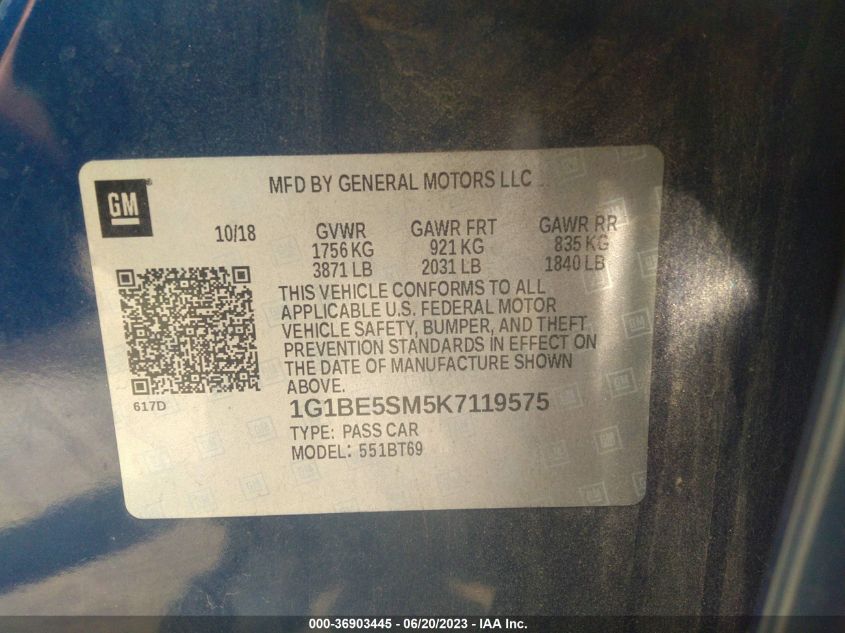 GM
MFD BY GENERAL MOTORS LLC
10/18 GVWR GAWR FRT GAWR RR
1756 KG 921 KG 835 KG
3871 LB 2031 LB 1840 LB
THIS VEHICLE CONFORMS TO ALL
APPLICABLE U.S. FEDERAL MOTOR
VEHICLE SAFETY, BUMPER, AND THEFT
PREVENTION STANDARDS IN EFFECT ON
THE DATE OF MANUFACTURE SHOWN
ABOVE.
617D
1G1BE5SM5K7119575
TYPE: PASS CAR
MODEL: 551BT69
000-36903445 - 06/20/2023 - IAA Inc.